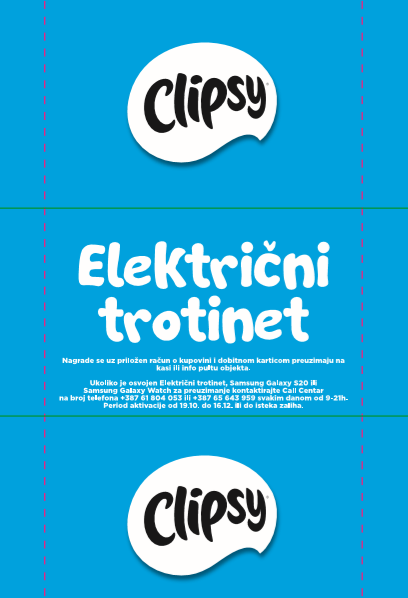 Clipsy
Električni
trotinet
Nagrade se uz priložen račun o kupovini i dobitnom karticom preuzimaju na
kasi ili info pultu objekta.
Ukoliko je osvojen Električni trotinet, Samsung Galaxy S20 ili
Samsung Galaxy Watch za preuzimanje kontaktirajte Call Centar
na broj telefona +387 61 804 053 ili +387 65 643 959 svakim danom od 9-21h.
Period aktivacije od 19.10. do 16.12. ili do isteka zaliha.
Clipsy